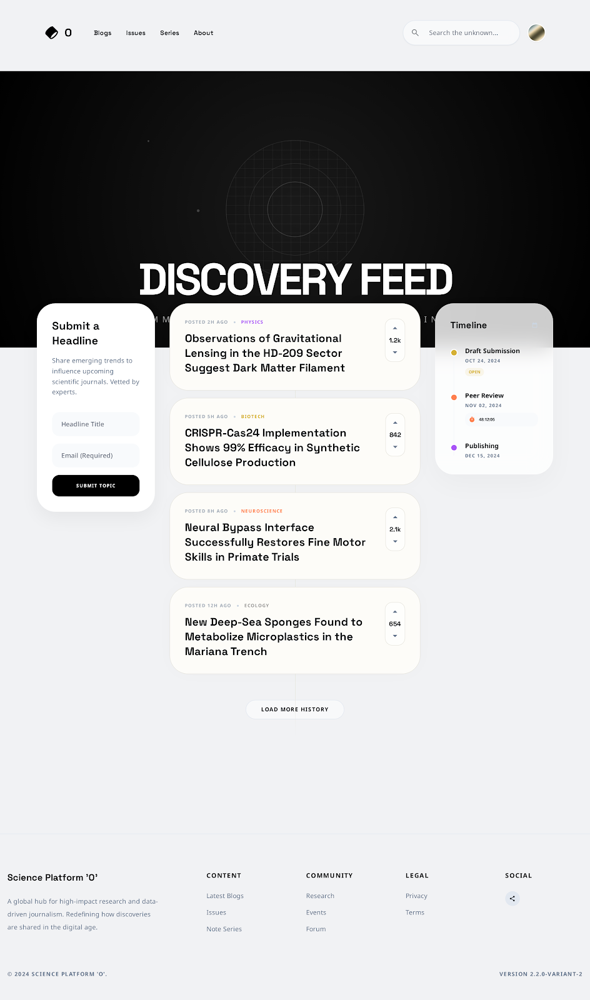 O
Blogs
Issues
Series
About
Search the unknown...
DISCOVERY FEED
Submit a
Headline
Share emerging trends to
influence upcoming
scientific journals. Vetted by
experts.
Headline Title
Email (Required)
SUBMIT TOPIC
POSTED 2H AGO • PHYSICS
Observations of Gravitational
Lensing in the HD-209 Sector
Suggest Dark Matter Filament
1.2k
POSTED 5H AGO • BIOTECH
CRISPR-Cas24 Implementation
Shows 99% Efficacy in Synthetic
Cellulose Production
842
POSTED 8H AGO • NEUROSCIENCE
Neural Bypass Interface
Successfully Restores Fine Motor
Skills in Primate Trials
2.1k
POSTED 12H AGO • ECOLOGY
New Deep-Sea Sponges Found to
Metabolize Microplastics in the
Mariana Trench
654
LOAD MORE HISTORY
Timeline
Draft Submission
OCT 24, 2024
OPEN
Peer Review
NOV 02, 2024
48:12:05
Publishing
DEC 15, 2024
Science Platform 'O'
A global hub for high-impact research and data-
driven journalism. Redefining how discoveries
are shared in the digital age.
CONTENT
Latest Blogs
Issues
Note Series
COMMUNITY
Research
Events
Forum
LEGAL
Privacy
Terms
SOCIAL
© 2024 SCIENCE PLATFORM 'O'.
VERSION 2.2.0-VARIANT-2